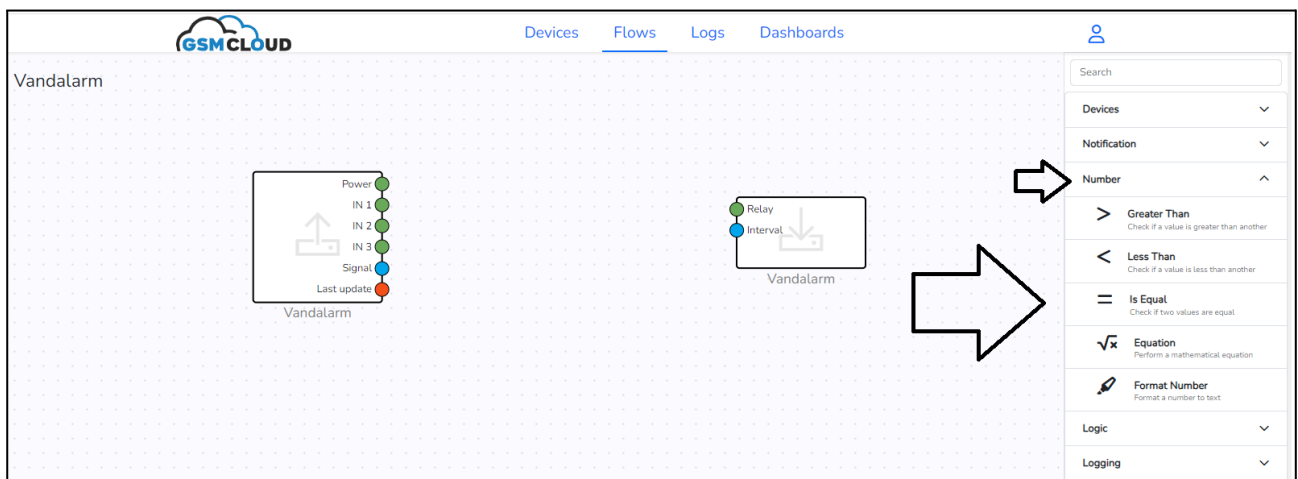 GSMCLOUD
Devices
Flows
Logs
Dashboards
Vandalarm
Power
IN 1
IN 2
IN 3
Signal
Last update
Vandalarm
Relay
Interval
Vandalarm
Search
Devices
Notification
Number
Greater Than
Check if a value is greater than another
Less Than
Check if a value is less than another
Is Equal
Check if two values are equal
Equation
Perform a mathematical equation
Format Number
Format a number to text
Logic
Logging